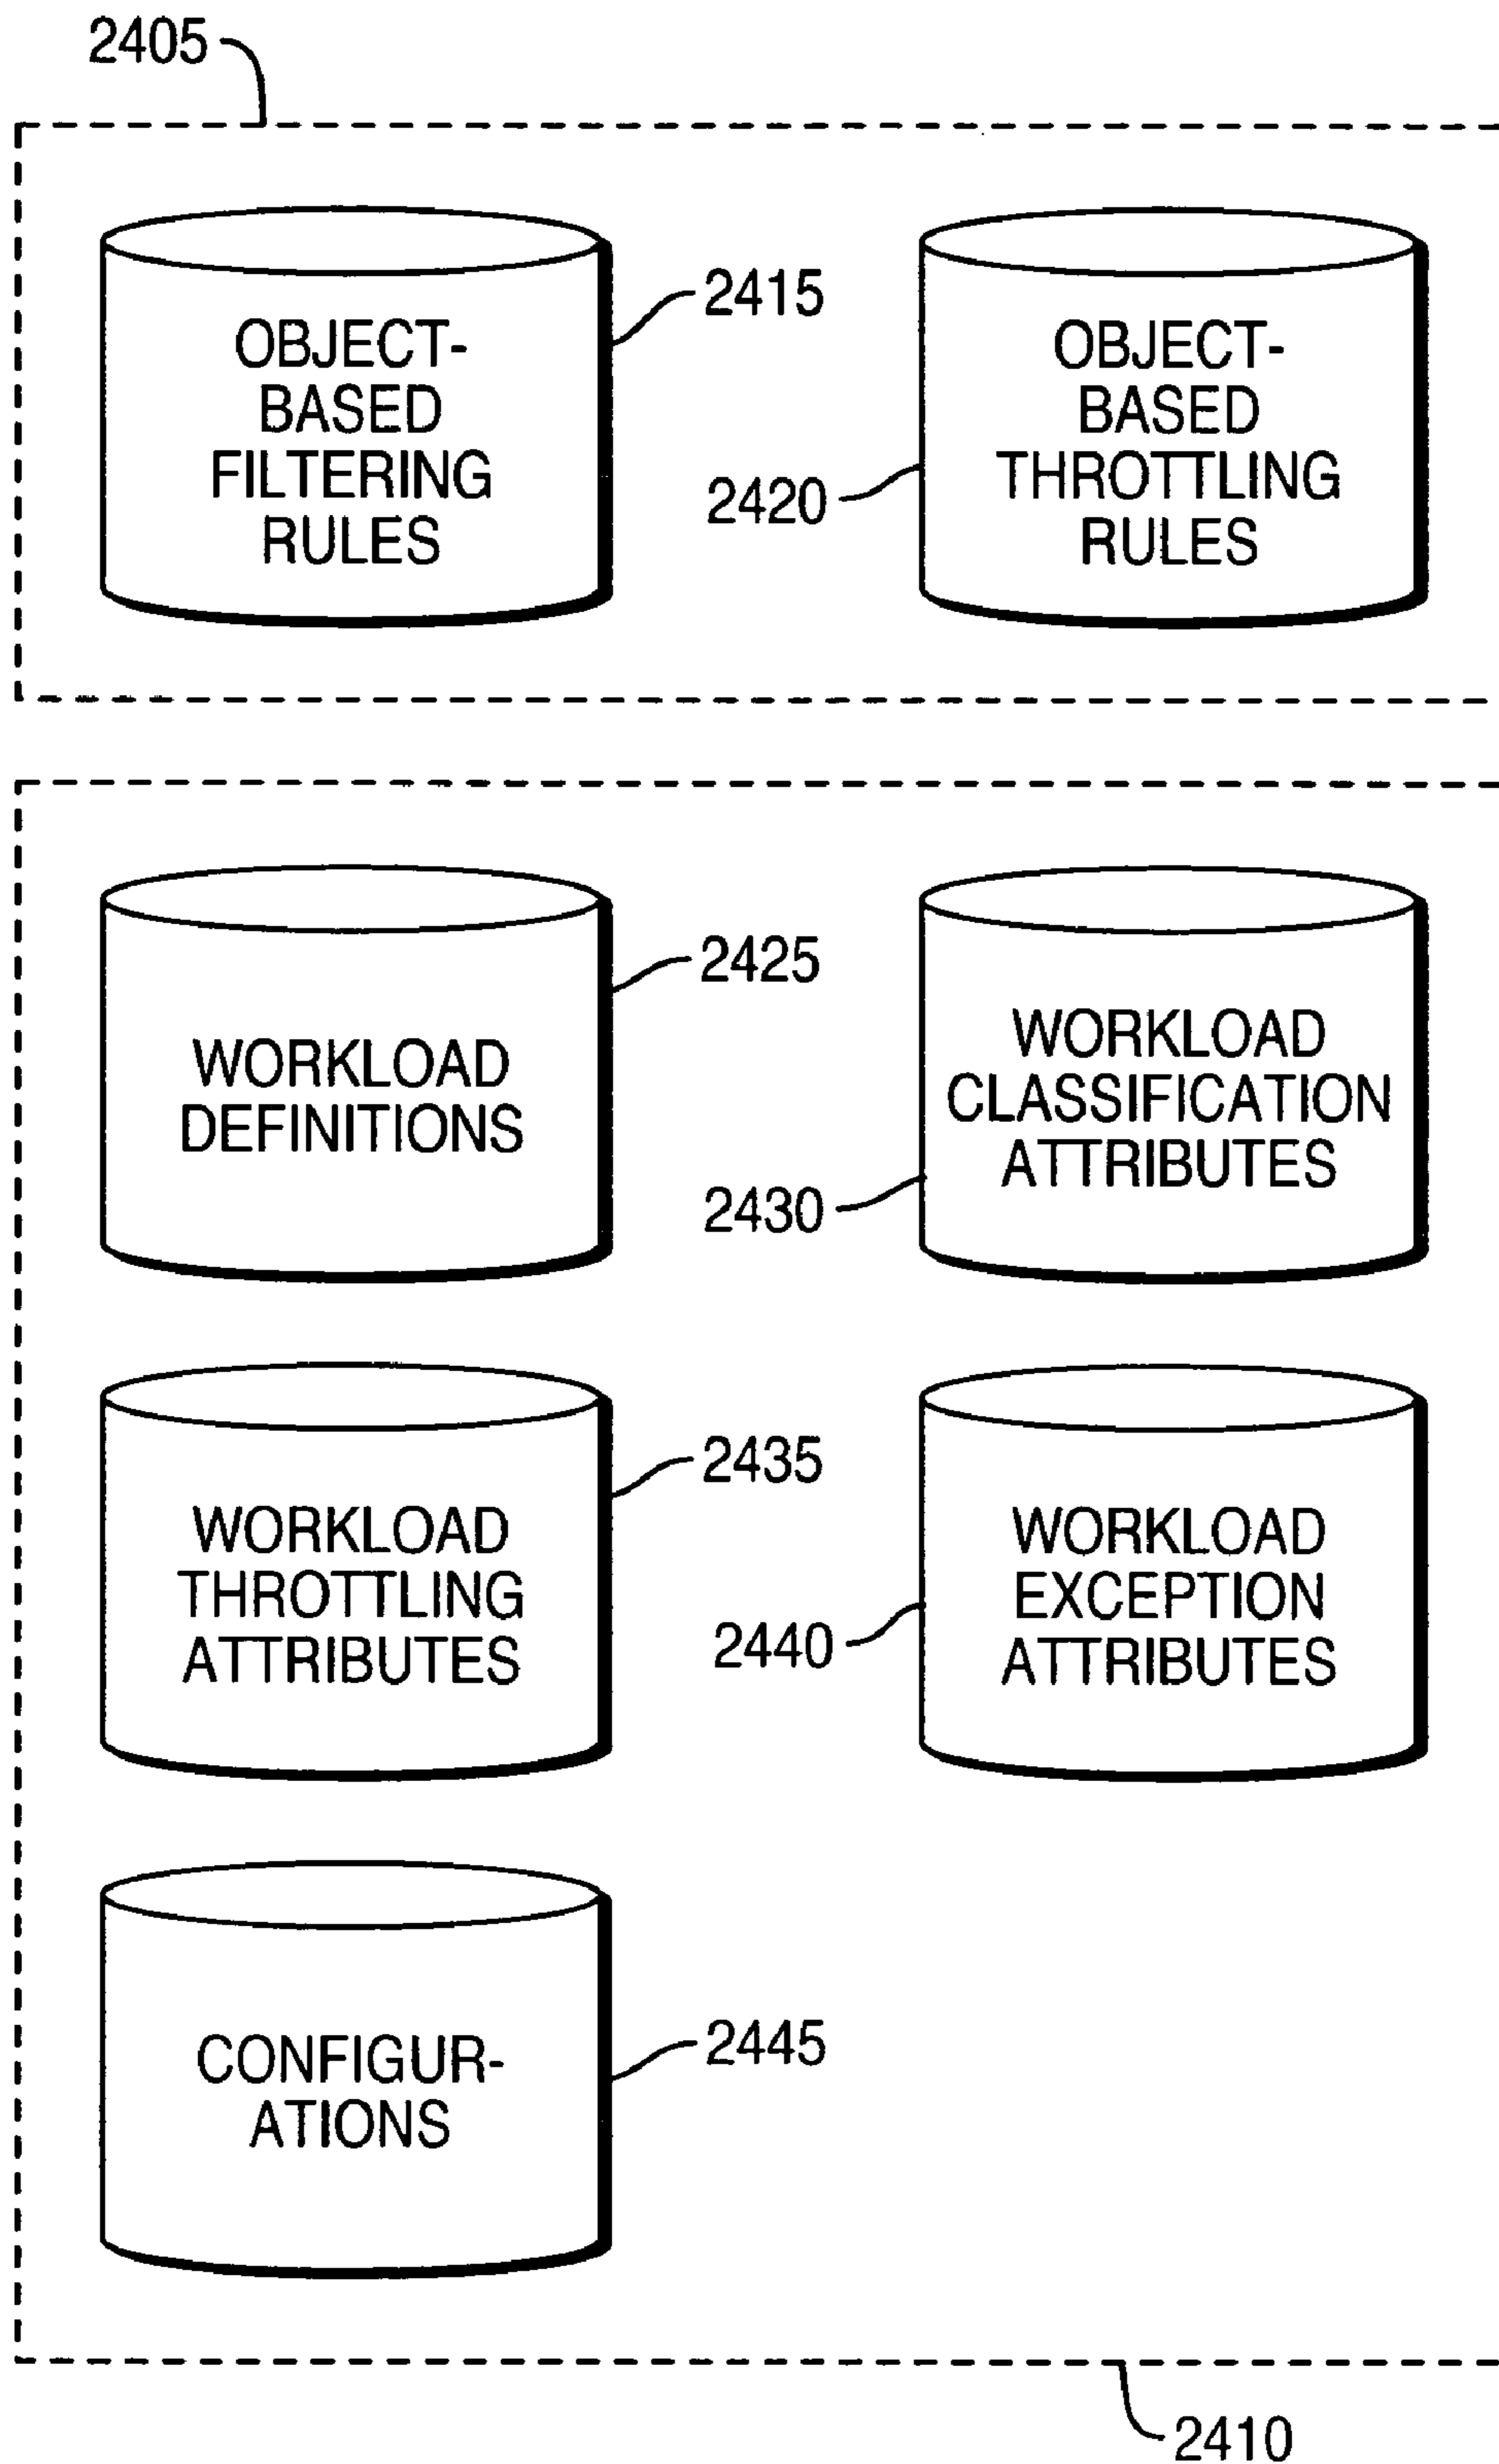 2405
OBJECT-
BASED
FILTERING
RULES
2415
OBJECT-
BASED
THROTTLING
RULES
2420
WORKLOAD
DEFINITIONS
2425
WORKLOAD
CLASSIFICATION
ATTRIBUTES
2430
WORKLOAD
THROTTLING
ATTRIBUTES
2435
WORKLOAD
EXCEPTION
ATTRIBUTES
2440
CONFIGUR-
ATIONS
2445
2410